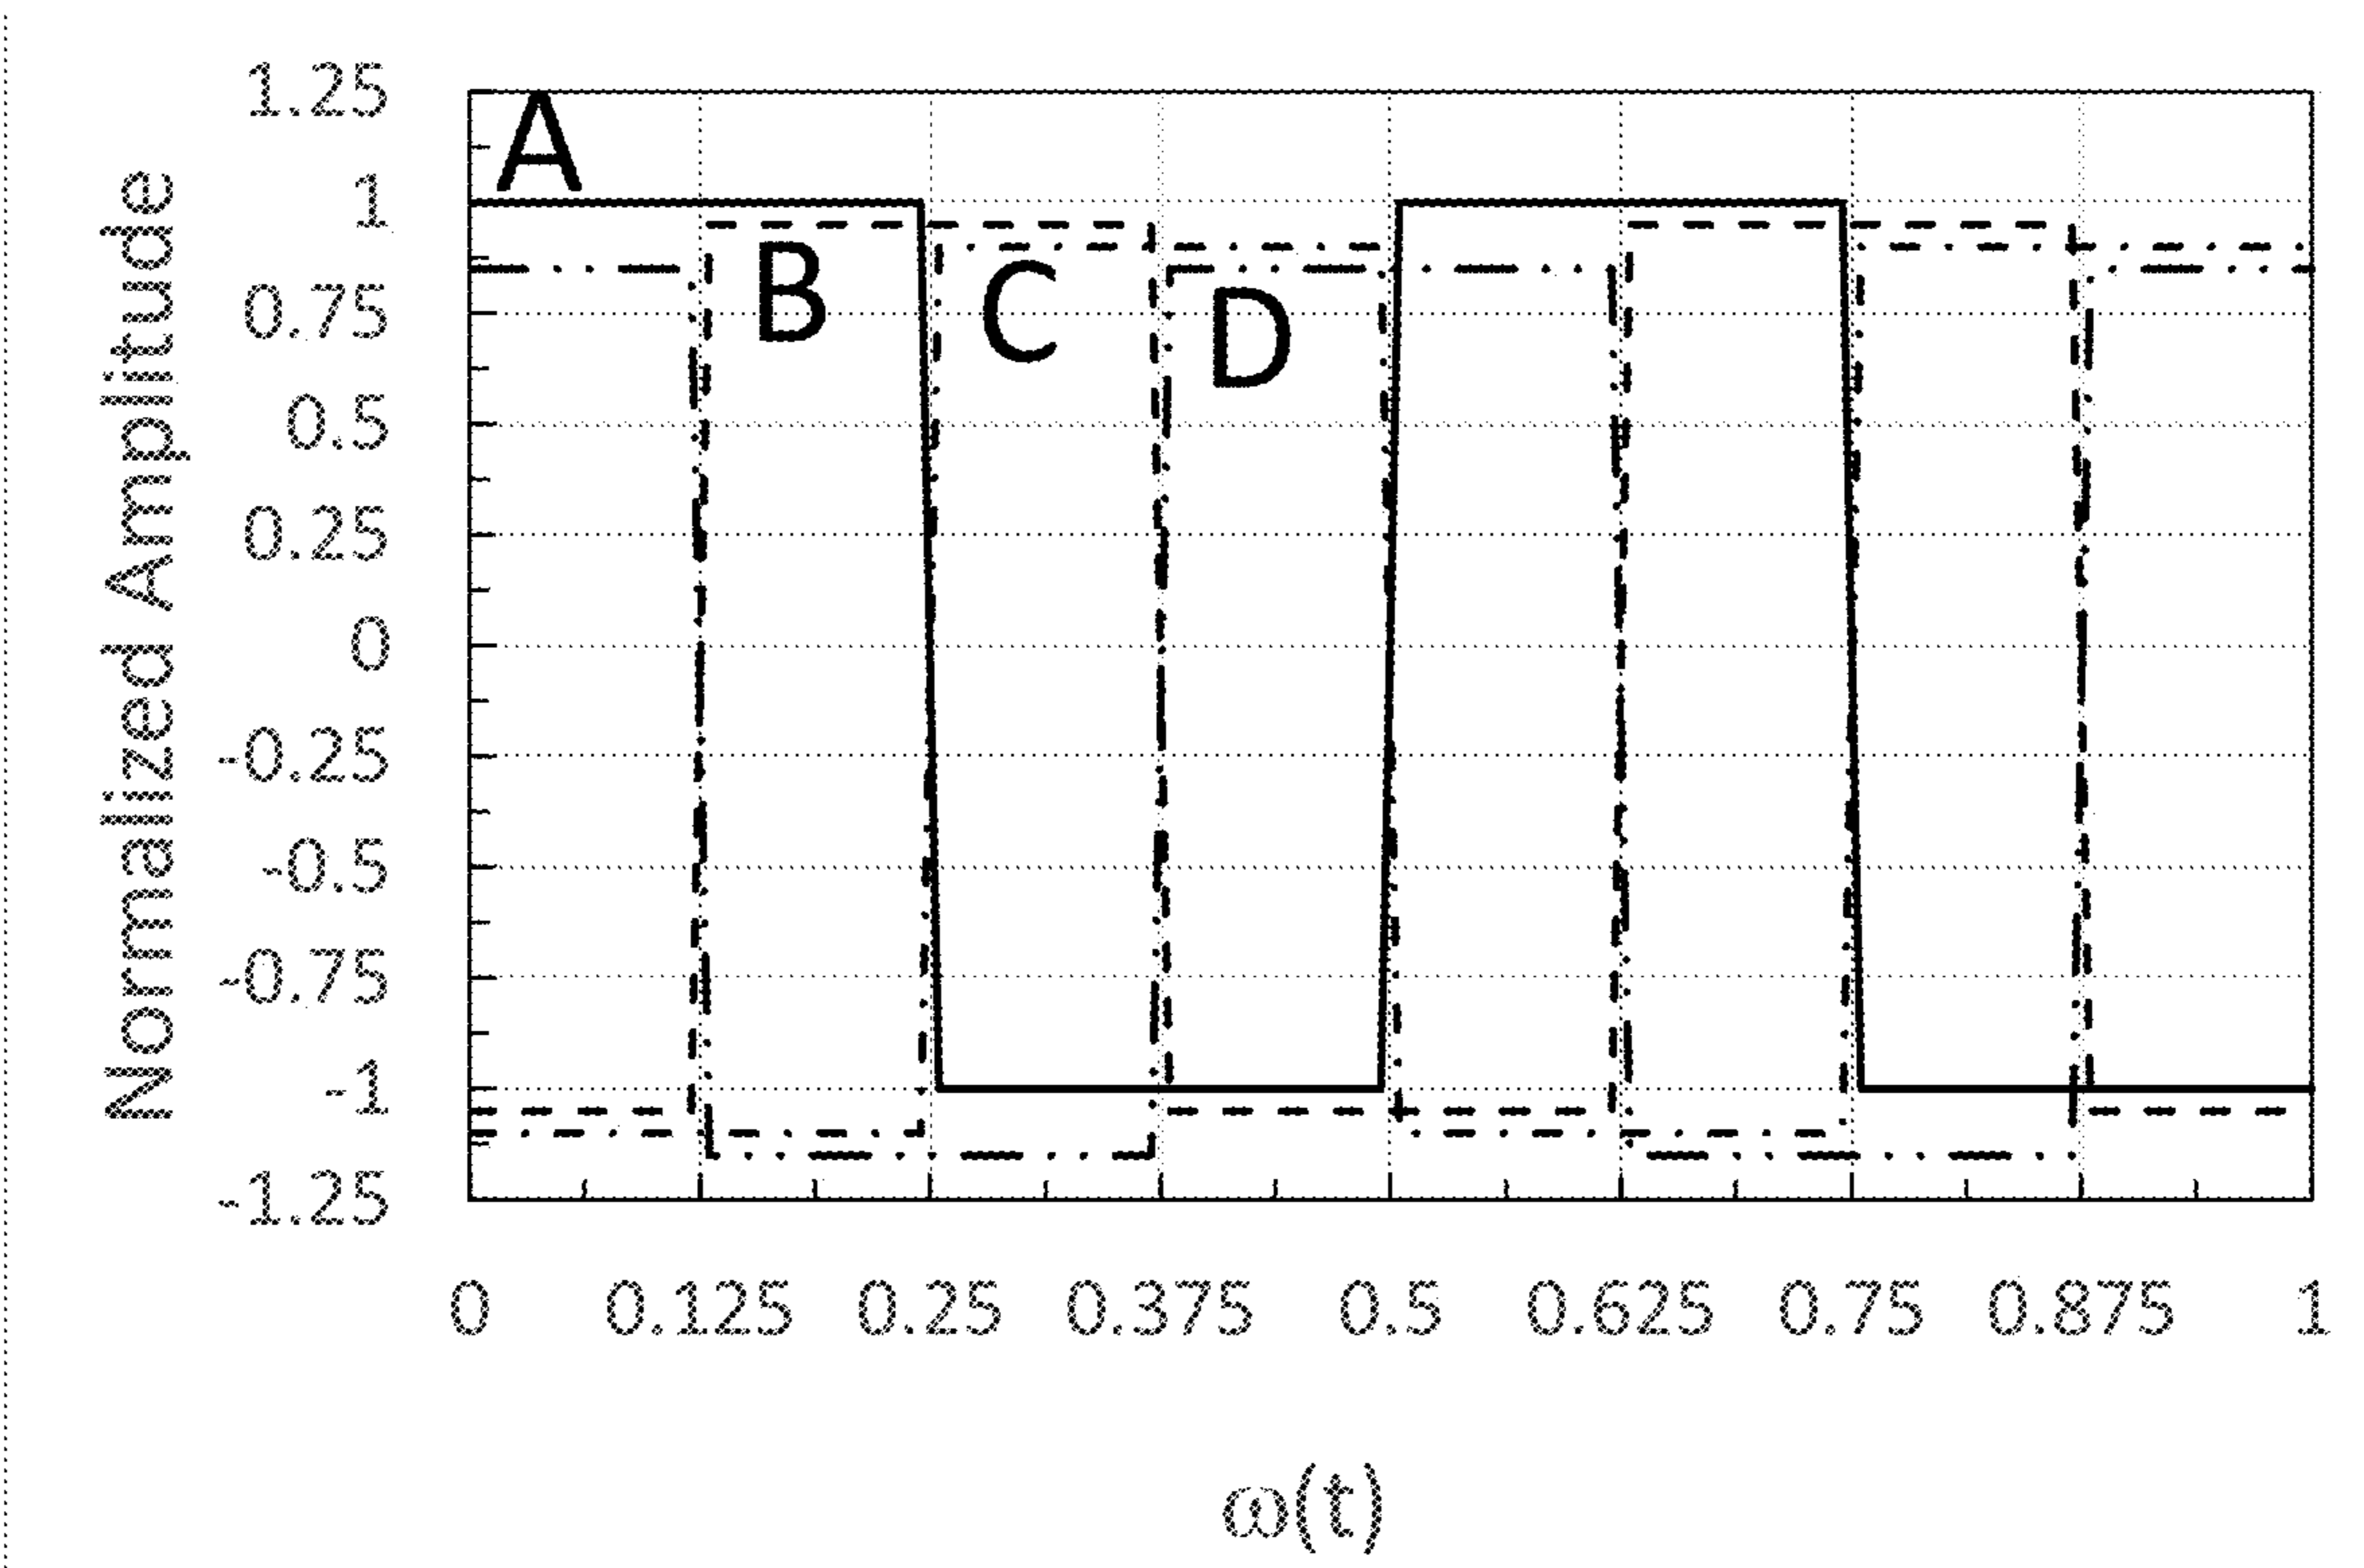 1.25
A
1
B
C
D
0.75
0.5
0.25
0
-0.25
-0.5
-0.75
-1
-1.25
Normalized Amplitude
0 0.125 0.25 0.375 0.5 0.625 0.75 0.875 1
ω(t)